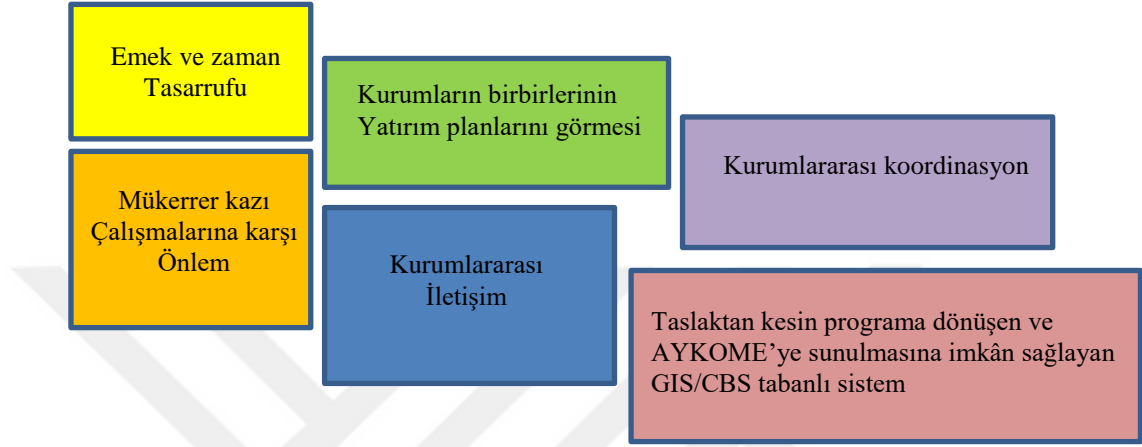 Emek ve zaman
Tasarrufu
Kurumların birbirlerinin
Yatırım planlarını görmesi
Kurumlararası koordinasyon
Mükerrer kazı
Çalışmalarına karşı
Önlem
Kurumlararası
İletişim
Taslaktan kesin programa dönüşen ve
AYKOME’ye sunulmasına imkân sağlayan
GIS/CBS tabanlı sistem